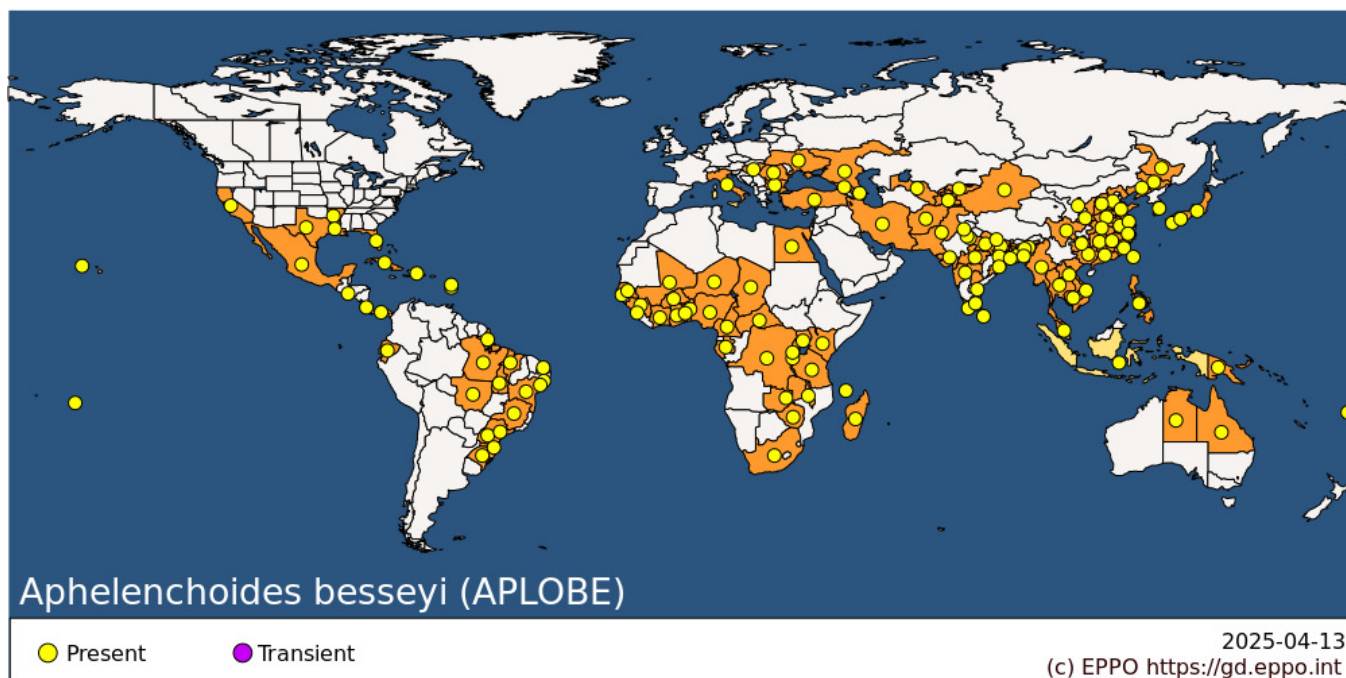 Aphelenchoides besseyi (APLOBE)
Present
Transient
2025-04-13
(c) EPPO https://gd.eppo.int